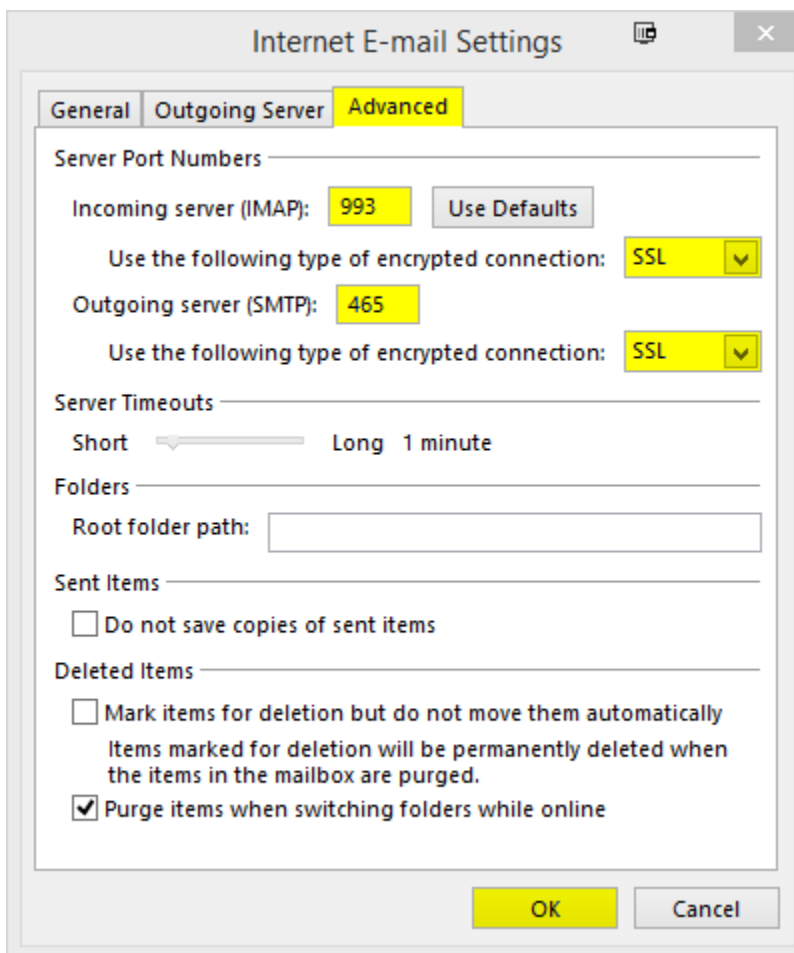 Internet E-mail Settings
General Outgoing Server Advanced
Server Port Numbers
Incoming server (IMAP): 993 Use Defaults
Use the following type of encrypted connection: SSL
Outgoing server (SMTP): 465
Use the following type of encrypted connection: SSL
Server Timeouts
Short Long 1 minute
Folders
Root folder path:
Sent Items
Do not save copies of sent items
Deleted Items
Mark items for deletion but do not move them automatically
Items marked for deletion will be permanently deleted when
the items in the mailbox are purged.
Purge items when switching folders while online
OK Cancel